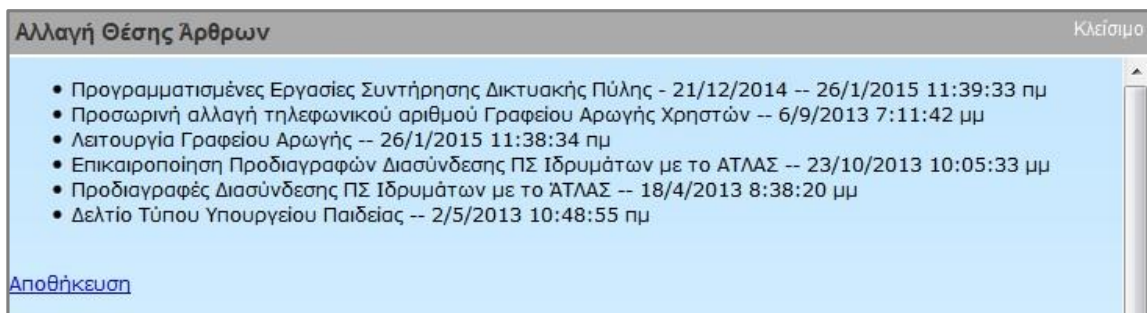 Αλλαγή Θέσης Άρθρων Κλείσιμο
• Προγραμματισμένες Εργασίες Συντήρησης Δικτυακής Πύλης - 21/12/2014 -- 26/1/2015 11:39:33 πμ
• Προσωρινή αλλαγή τηλεφωνικού αριθμού Γραφείου Αρωγής Χρηστών -- 6/9/2013 7:11:42 μμ
• Λειτουργία Γραφείου Αρωγής -- 26/1/2015 11:38:34 πμ
• Επικαιροποίηση Προδιαγραφών Διασύνδεσης ΠΣ Ιδρυμάτων με το ΑΤΛΑΣ -- 23/10/2013 10:05:33 μμ
• Προδιαγραφές Διασύνδεσης ΠΣ Ιδρυμάτων με το ΆΤΛΑΣ -- 18/4/2013 8:38:20 μμ
• Δελτίο Τύπου Υπουργείου Παιδείας -- 2/5/2013 10:48:55 πμ
Αποθήκευση